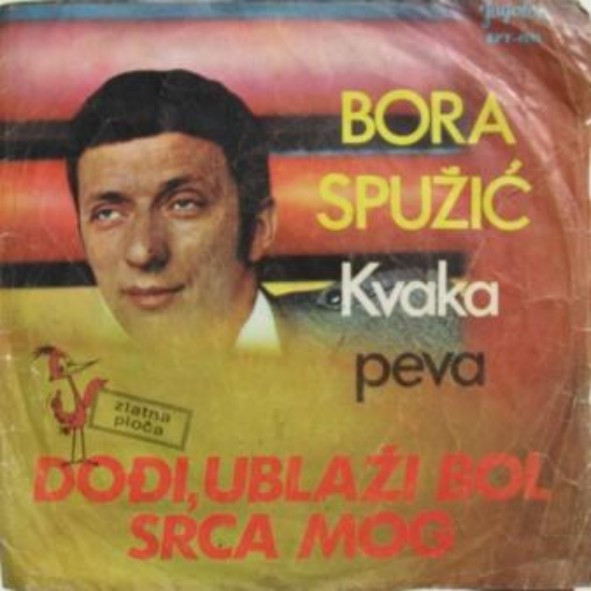 BORA
SPUŽIĆ
Kvaka
peva
zlatna
ploča
DOĐI, UBLAŽI BOL
SRCA MOG